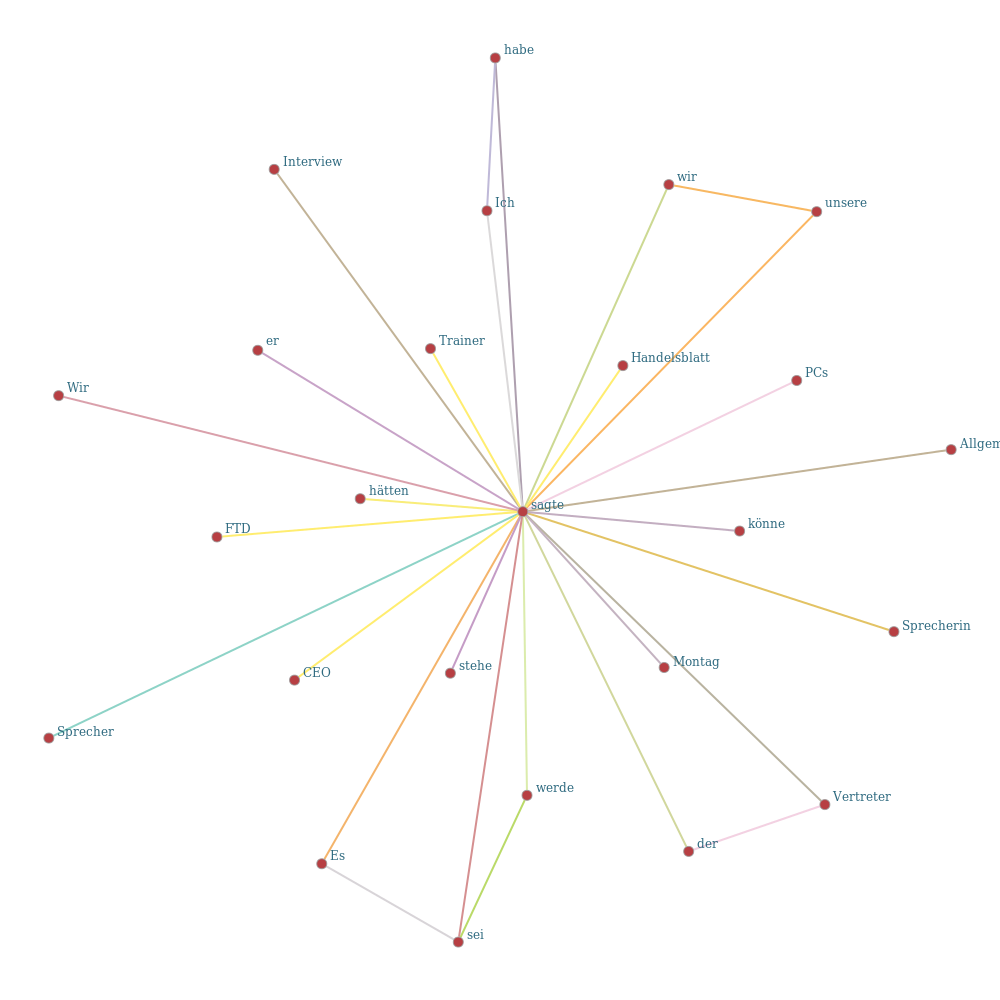 habe
Interview
wir
Ich
unsere
er
Trainer
Handelsblatt
PCs
Wir
Allgem
hätten
sagte
könne
FTD
Sprecherin
stehe
Montag
CEO
Sprecher
werde
Vertreter
der
Es
sei